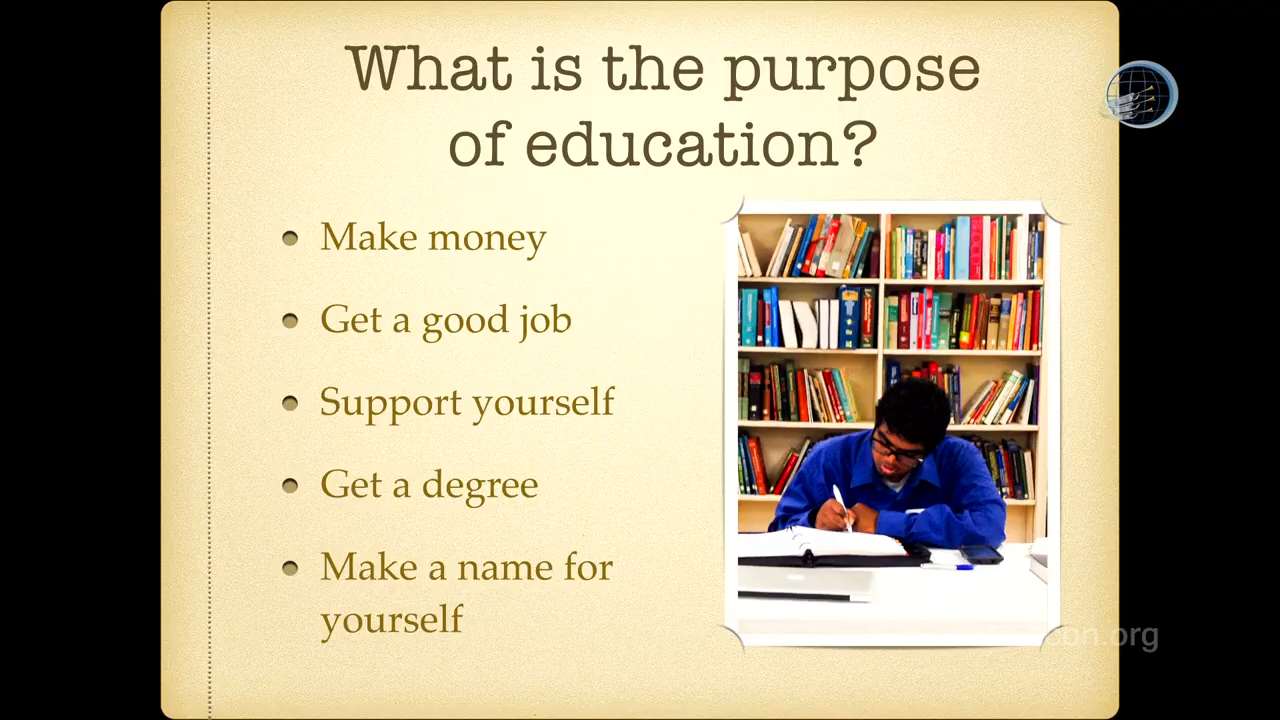 What is the purpose
of education?
Make money
Get a good job
Support yourself
Get a degree
Make a name for
yourself